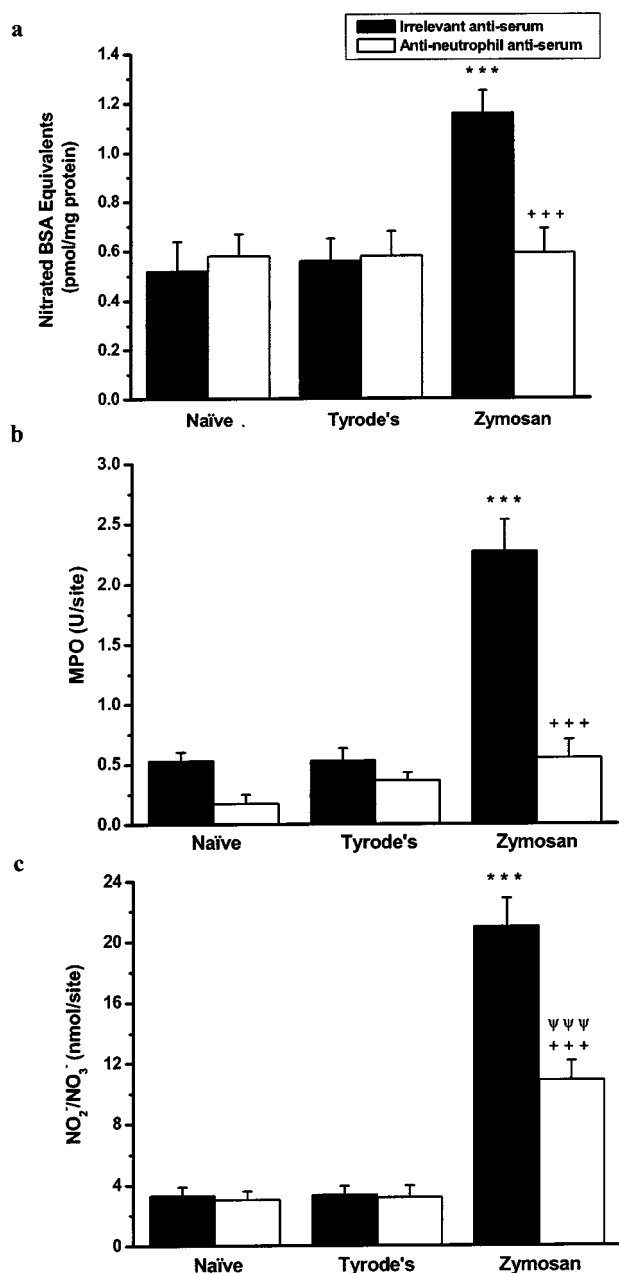 a
Irrelevant anti-serum
Anti-neutrophil anti-serum
Nitrated BSA Equivalents
(pmol/mg protein)
1.4
1.2
1.0
0.8
0.6
0.4
0.2
0.0
***
+++
Naïve .
Tyrode's
Zymosan
b
MPO (U/site)
3.0
2.5
2.0
1.5
1.0
0.5
0.0
***
+++
Naïve
Tyrode's
Zymosan
c
NO₂⁻/NO₃⁻ (nmol/site)
24
20
16
12
8
4
0
***
ψψψ
+++
Naïve
Tyrode's
Zymosan